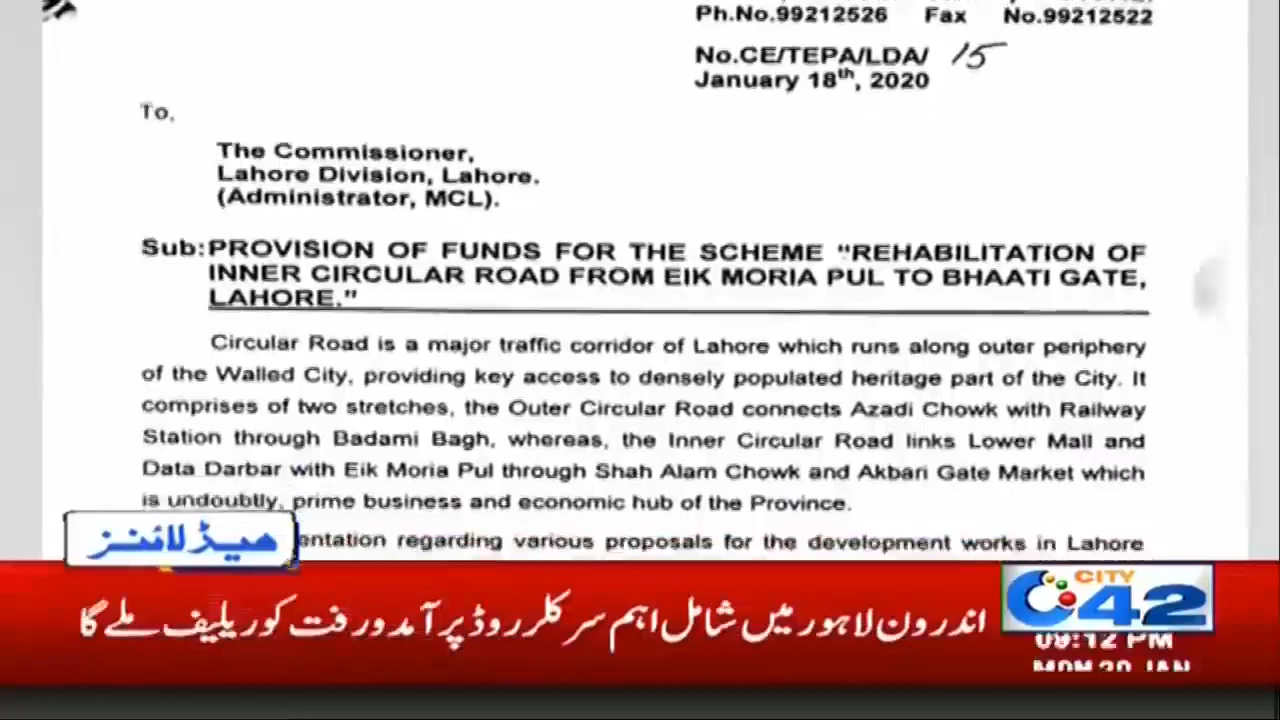 Ph.No.99212526 Fax No.99212522
No.CE/TEPA/LDA/ 15
January 18th, 2020
To,
The Commissioner,
Lahore Division, Lahore.
(Administrator, MCL).
Sub:PROVISION OF FUNDS FOR THE SCHEME "REHABILITATION OF
INNER CIRCULAR ROAD FROM EIK MORIA PUL TO BHAATI GATE,
LAHORE."
Circular Road is a major traffic corridor of Lahore which runs along outer periphery
of the Walled City, providing key access to densely populated heritage part of the City. It
comprises of two stretches, the Outer Circular Road connects Azadi Chowk with Railway
Station through Badami Bagh, whereas, the Inner Circular Road links Lower Mall and
Data Darbar with Eik Moria Pul through Shah Alam Chowk and Akbari Gate Market which
is undoubtly, prime business and economic hub of the Province.
entation regarding various proposals for the development works in Lahore
ہیڈ لائنز
اندرون لاہور میں شامل اہم سرکلر روڈ پر آمدورفت کو ریلیف ملے گا
CITY
42
09:12 PM
MON 20 JAN